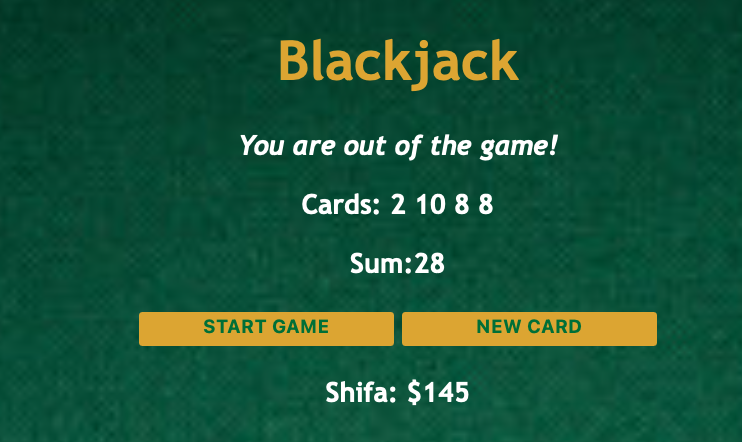 Blackjack
You are out of the game!
Cards: 2 10 8 8
Sum:28
START GAME NEW CARD
Shifa: $145